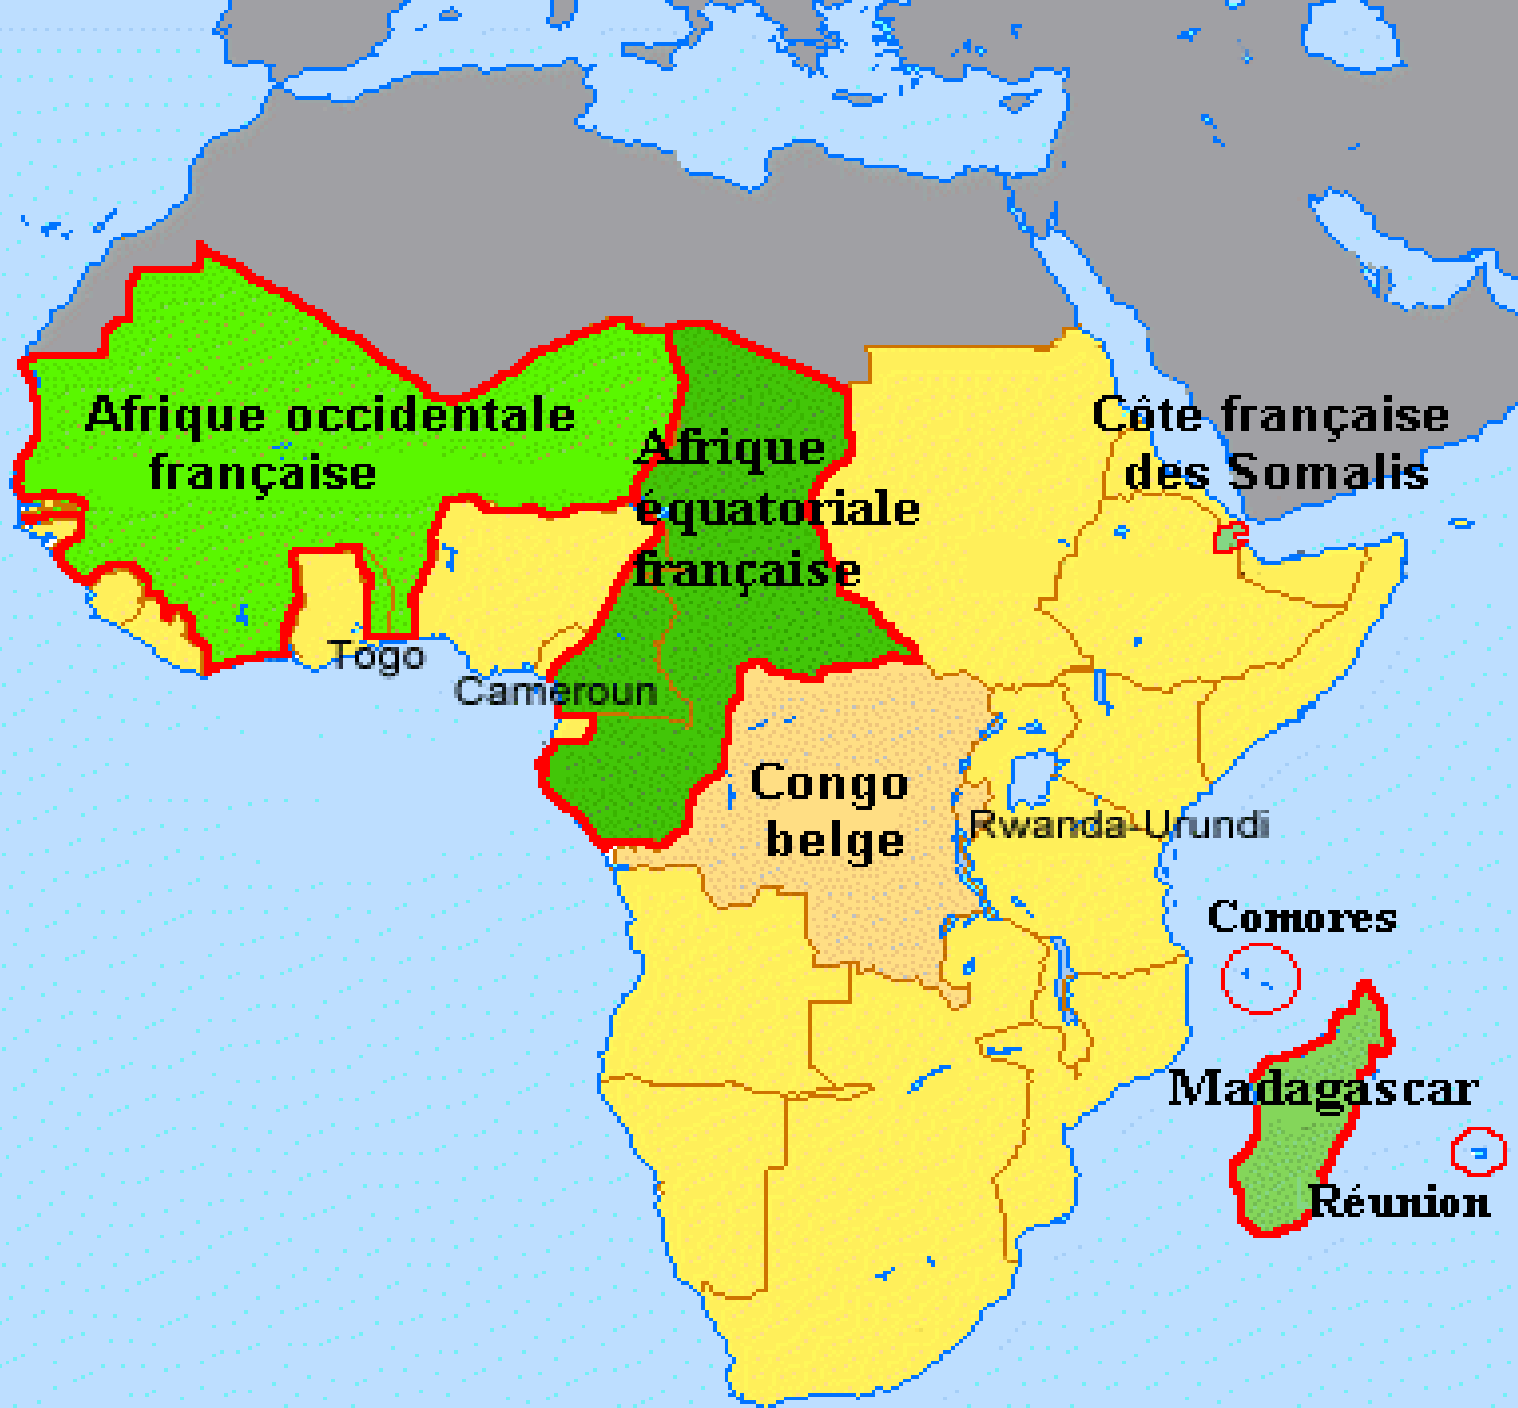 Afrique occidentale
française
Afrique
équatoriale
française
Côte française
des Somalis
Togo
Cameroun
Congo
belge
Rwanda-Urundi
Comores
Madagascar
Réunion